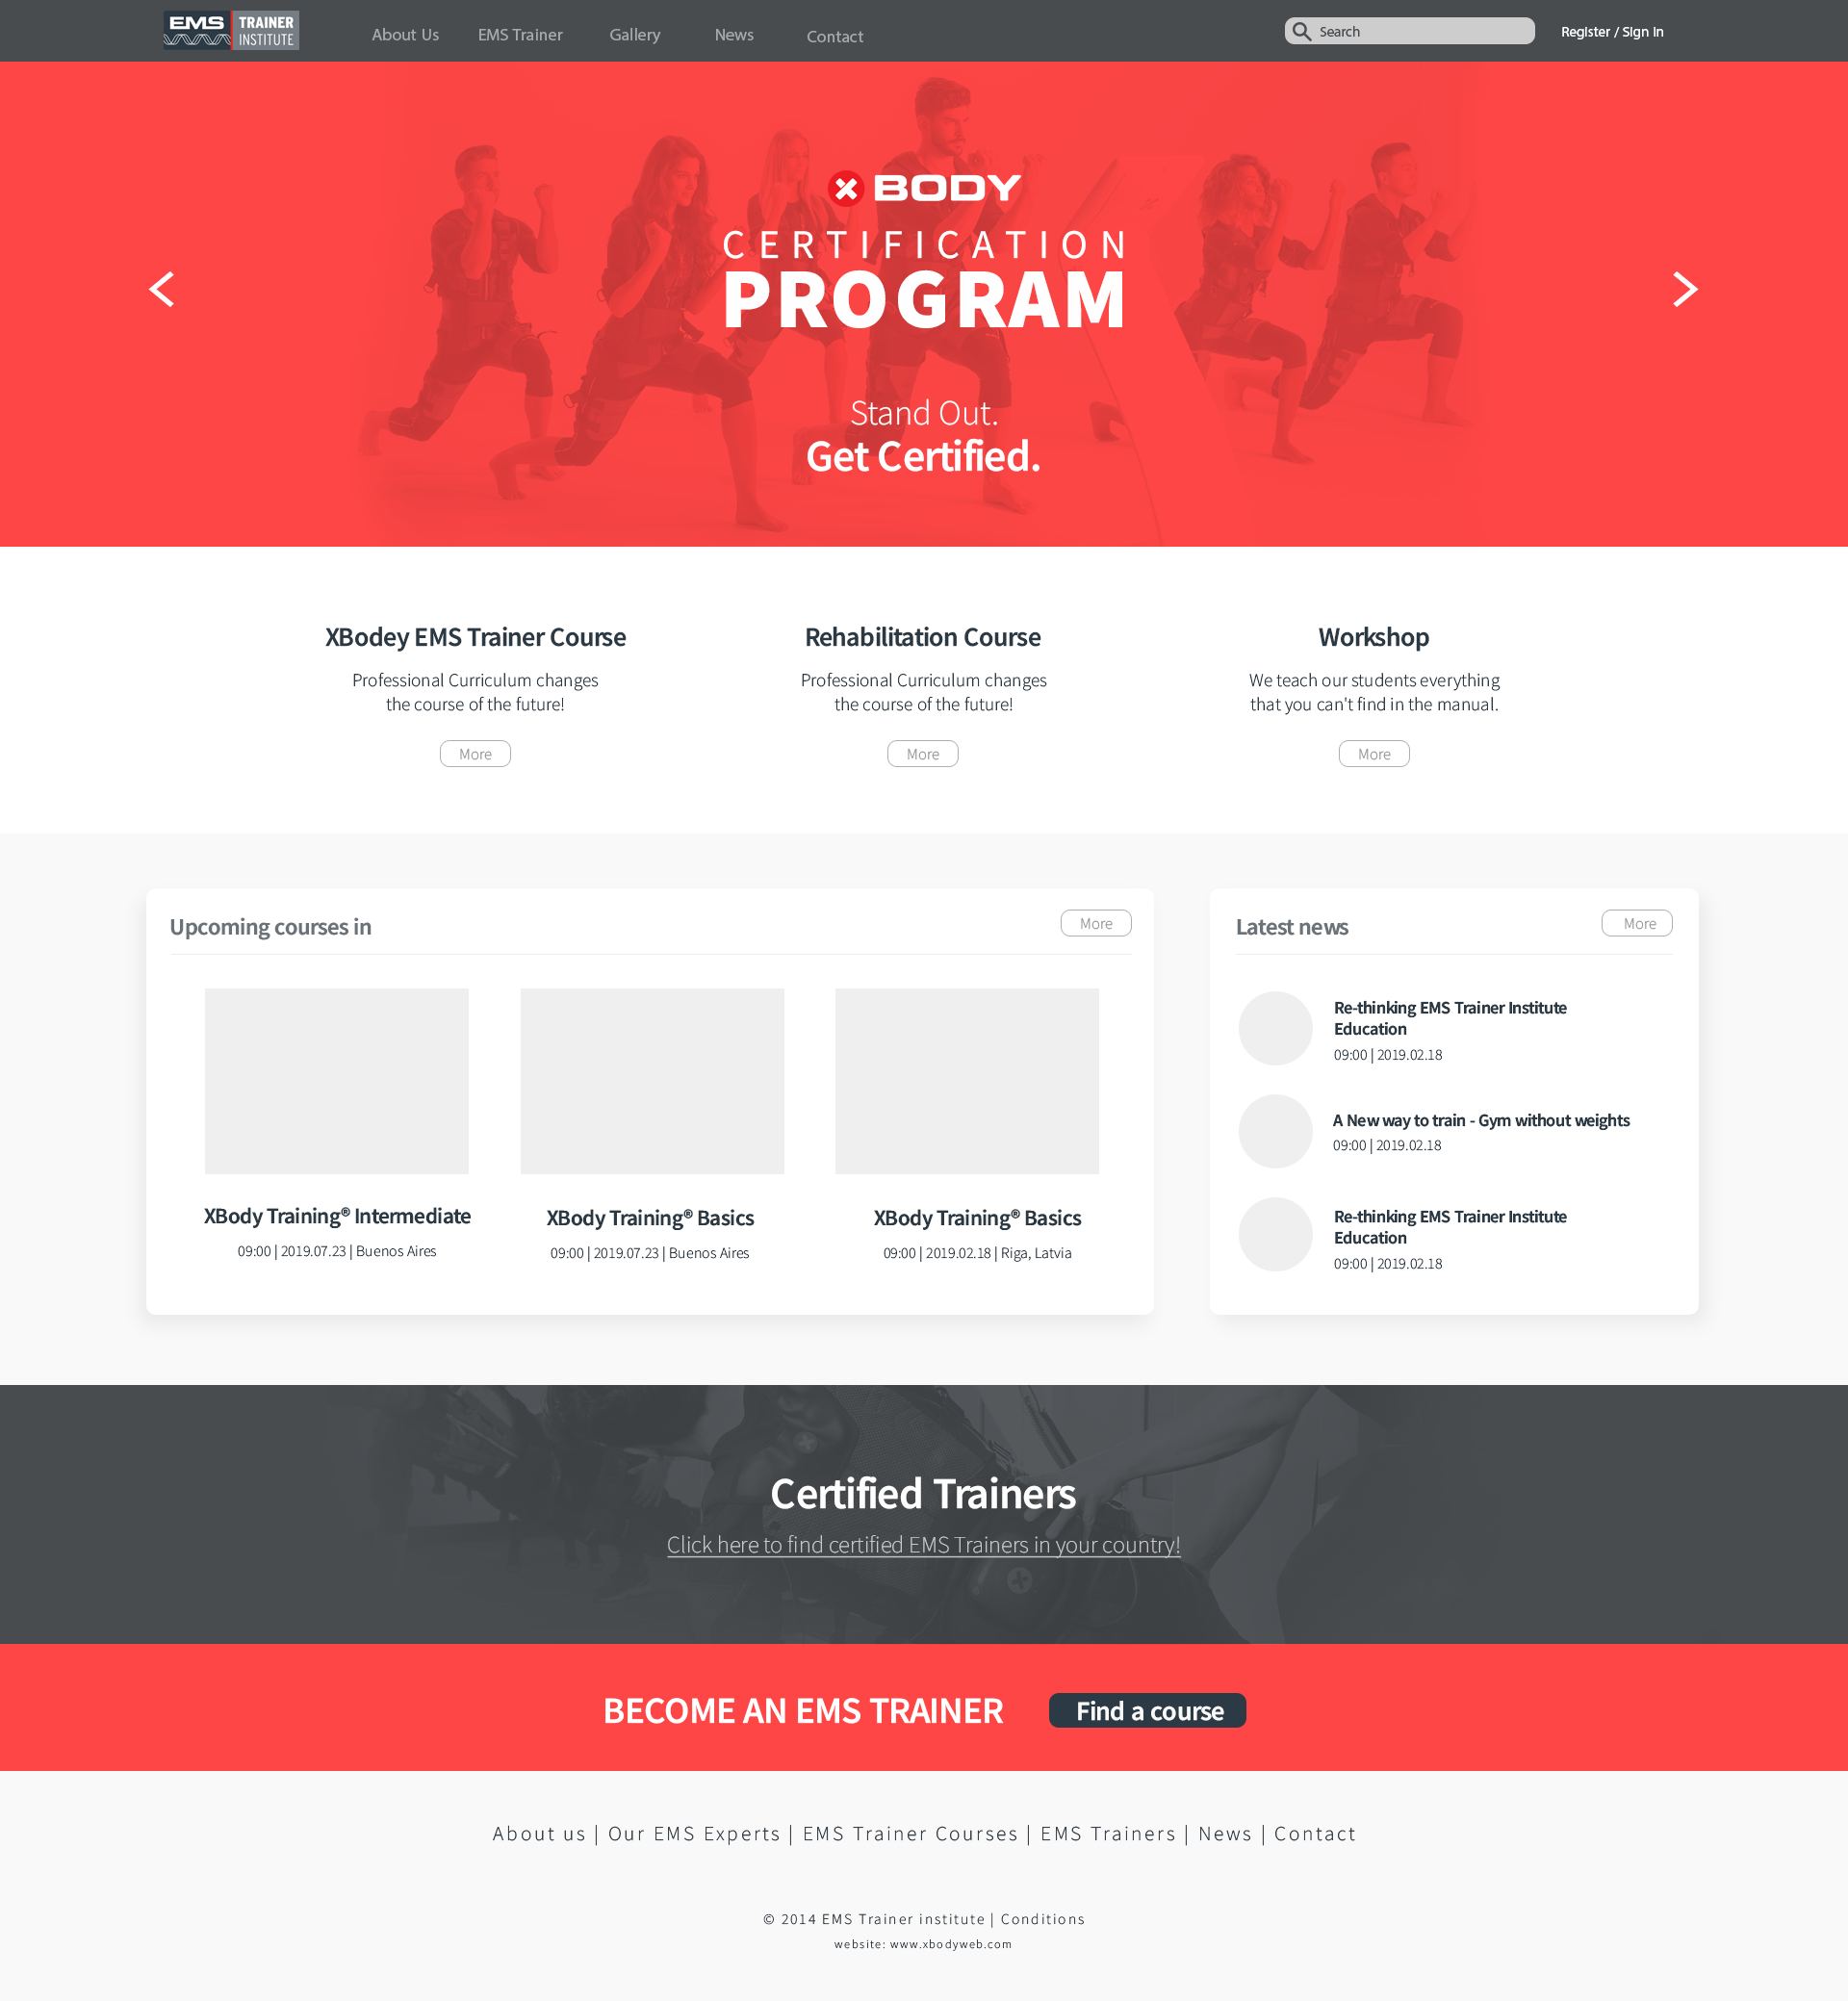 EMS TRAINER INSTITUTE
About Us EMS Trainer Gallery News Contact
Search
Register / Sign In
BODY
CERTIFICATION
PROGRAM
Stand Out.
Get Certified.
XBodey EMS Trainer Course
Professional Curriculum changes
the course of the future!
More
Rehabilitation Course
Professional Curriculum changes
the course of the future!
More
Workshop
We teach our students everything
that you can't find in the manual.
More
Upcoming courses in
More
XBody Training® Intermediate
09:00 | 2019.07.23 | Buenos Aires
XBody Training® Basics
09:00 | 2019.07.23 | Buenos Aires
XBody Training® Basics
09:00 | 2019.02.18 | Riga, Latvia
Latest news
More
Re-thinking EMS Trainer Institute
Education
09:00 | 2019.02.18
A New way to train - Gym without weights
09:00 | 2019.02.18
Re-thinking EMS Trainer Institute
Education
09:00 | 2019.02.18
Certified Trainers
Click here to find certified EMS Trainers in your country!
BECOME AN EMS TRAINER
Find a course
About us | Our EMS Experts | EMS Trainer Courses | EMS Trainers | News | Contact
© 2014 EMS Trainer institute | Conditions
website: www.xbodyweb.com